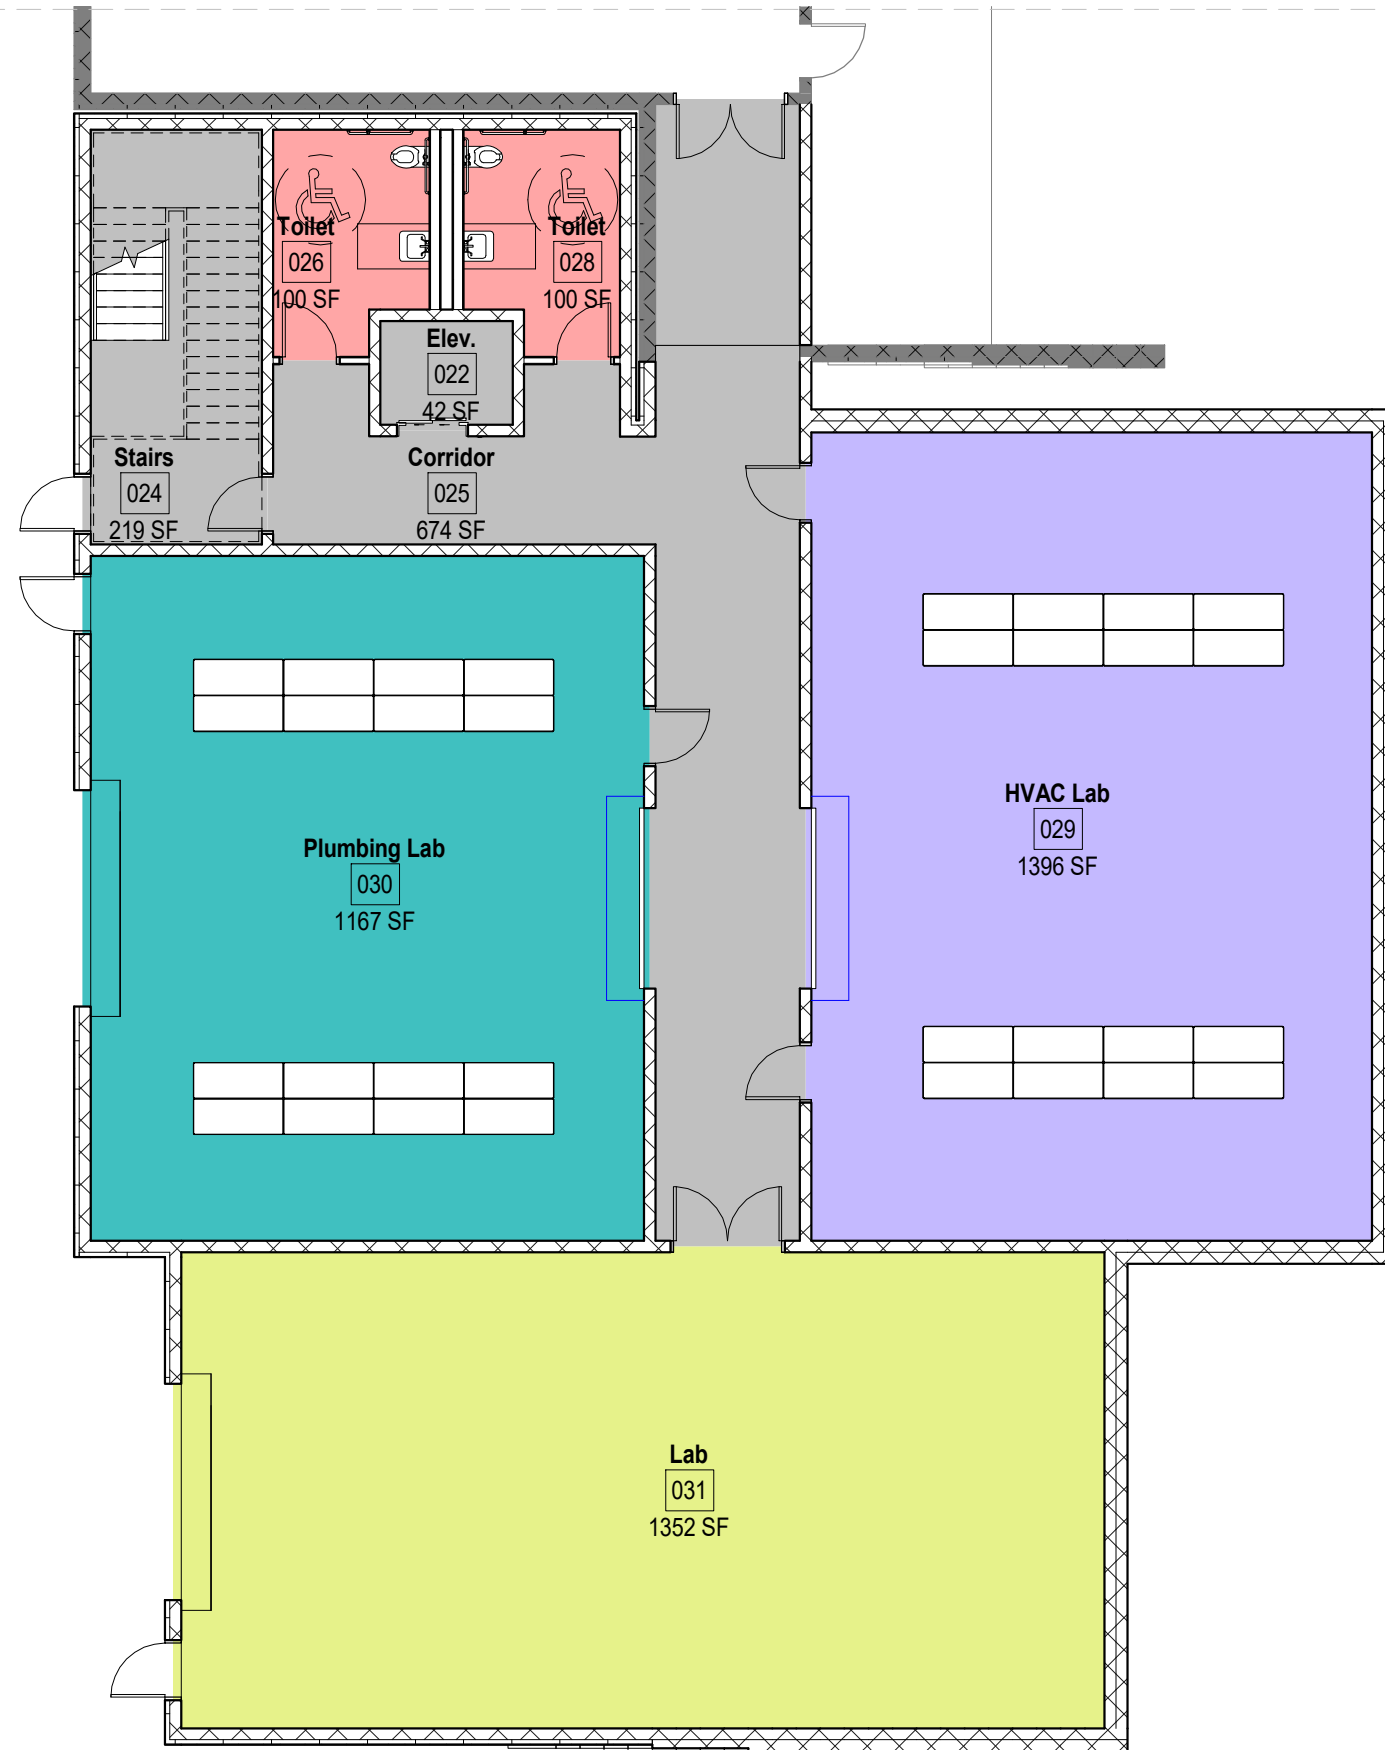 Toilet
026
100 SF
Toilet
028
100 SF
Elev.
022
42 SF
Stairs
024
219 SF
Corridor
025
674 SF
HVAC Lab
029
1396 SF
Plumbing Lab
030
1167 SF
Lab
031
1352 SF